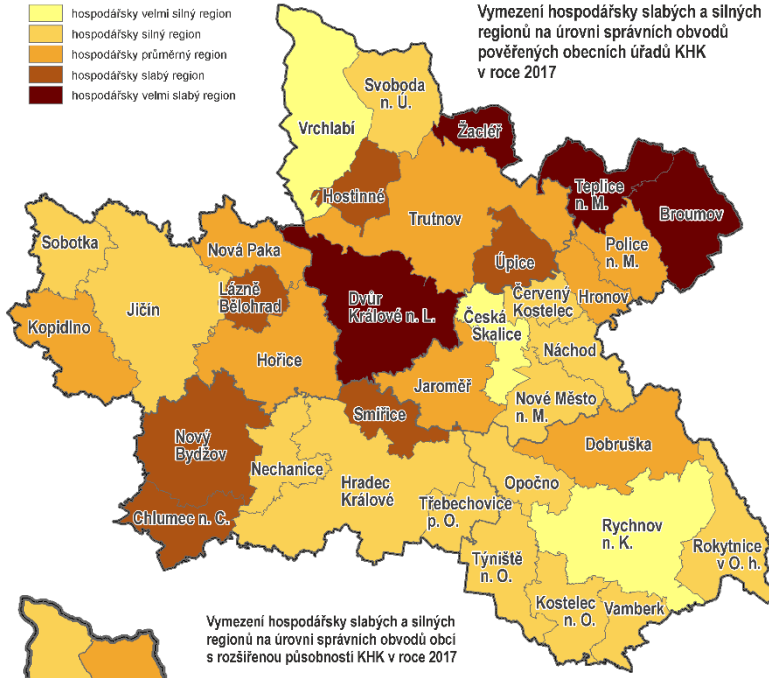 hospodářsky velmi silný region
hospodářsky silný region
hospodářsky průměrný region
hospodářsky slabý region
hospodářsky velmi slabý region
Vymezení hospodářsky slabých a silných
regionů na úrovni správních obvodů
pověřených obecních úřadů KHK
v roce 2017
Svoboda
n. Ú.
Vrchlabí
Žacléř
Teplice
n. M.
Broumov
Hostinné
Trutnov
Sobotka
Nová Paka
Police
n. M.
Úpice
Lázně
Bělohrad
Jičín
Dvůr
Králové n. L.
Červený
Kostelec
Hronov
Kopidlno
Česká
Skalice
Hořice
Náchod
Jaroměř
Nové Město
n. M.
Smiřice
Nový
Bydžov
Dobruška
Nechanice
Hradec
Králové
Opočno
Třebechovice
p. O.
Chlumec n. C.
Rychnov
n. K.
Rokytnice
v O. h.
Týniště
n. O.
Kostelec
n. O.
Vamberk
Vymezení hospodářsky slabých a silných
regionů na úrovni správních obvodů obcí
s rozšířenou působností KHK v roce 2017